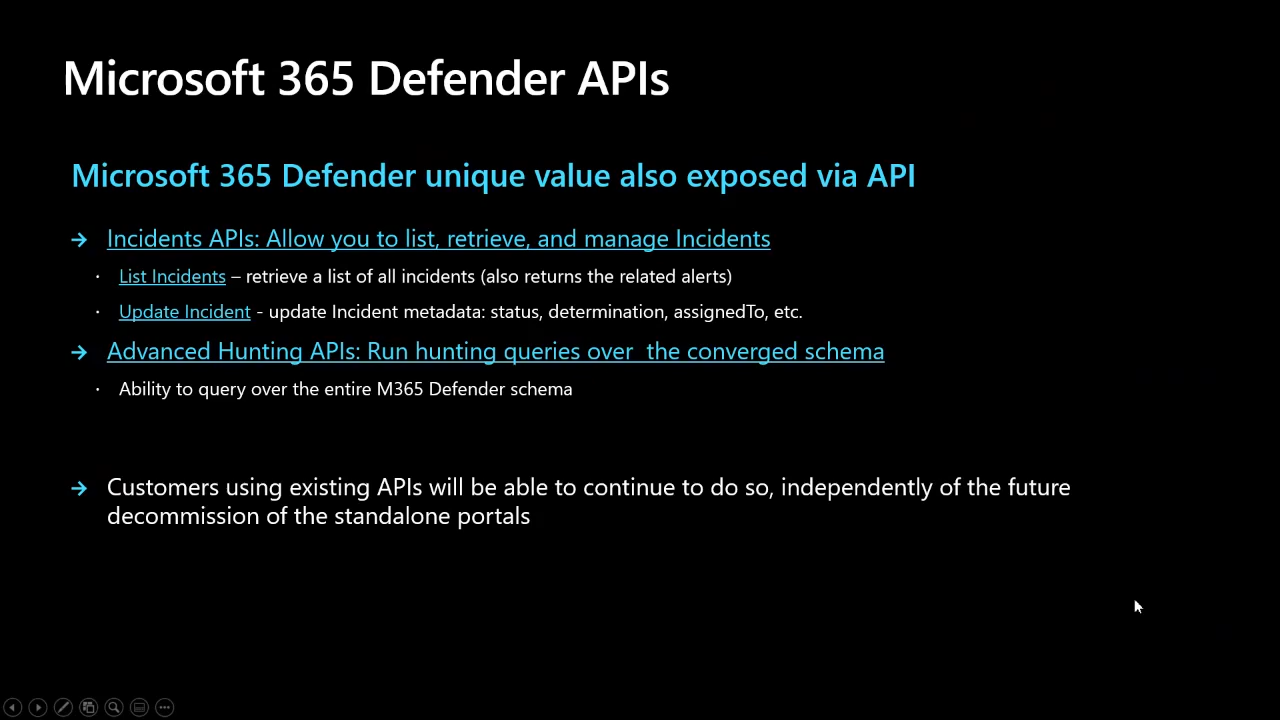 Microsoft 365 Defender APIs
Microsoft 365 Defender unique value also exposed via API
→ Incidents APIs: Allow you to list, retrieve, and manage Incidents
· List Incidents – retrieve a list of all incidents (also returns the related alerts)
· Update Incident - update Incident metadata: status, determination, assignedTo, etc.
→ Advanced Hunting APIs: Run hunting queries over  the converged schema
· Ability to query over the entire M365 Defender schema
→ Customers using existing APIs will be able to continue to do so, independently of the future
decommission of the standalone portals